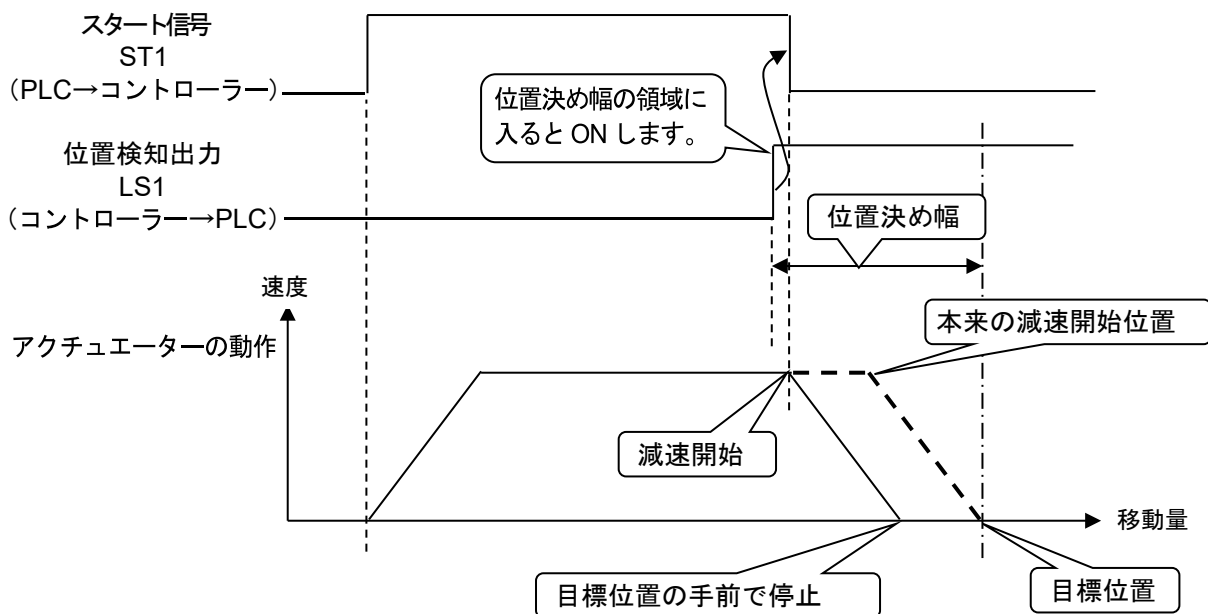 スタート信号
ST1
（PLC→コントローラー）
位置決め幅の領域に
入ると ON します。
位置検知出力
LS1
（コントローラー→PLC）
位置決め幅
速度
本来の減速開始位置
アクチュエーターの動作
減速開始
移動量
目標位置の手前で停止
目標位置